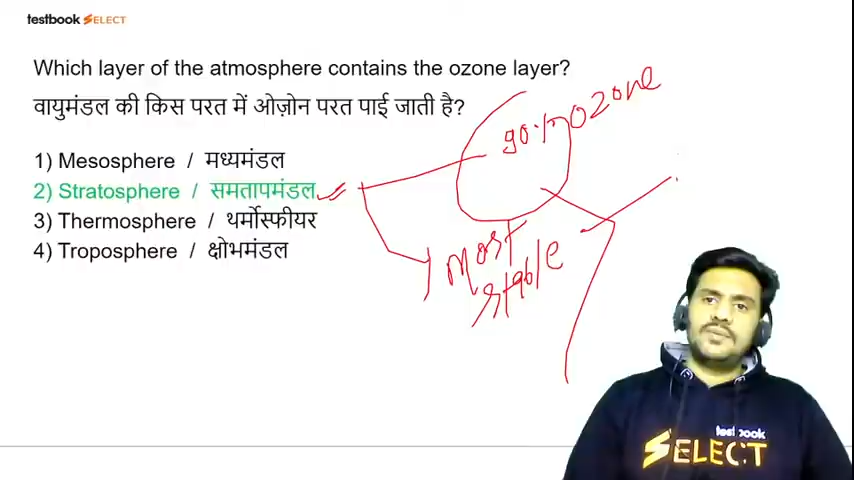 testbook SELECT
Which layer of the atmosphere contains the ozone layer?
वायुमंडल की किस परत में ओज़ोन परत पाई जाती है?
1) Mesosphere / मध्यमंडल
2) Stratosphere / समतापमंडल
3) Thermosphere / थर्मोस्फीयर
4) Troposphere / क्षोभमंडल
90% ozone
most
stable
testbook
SELECT